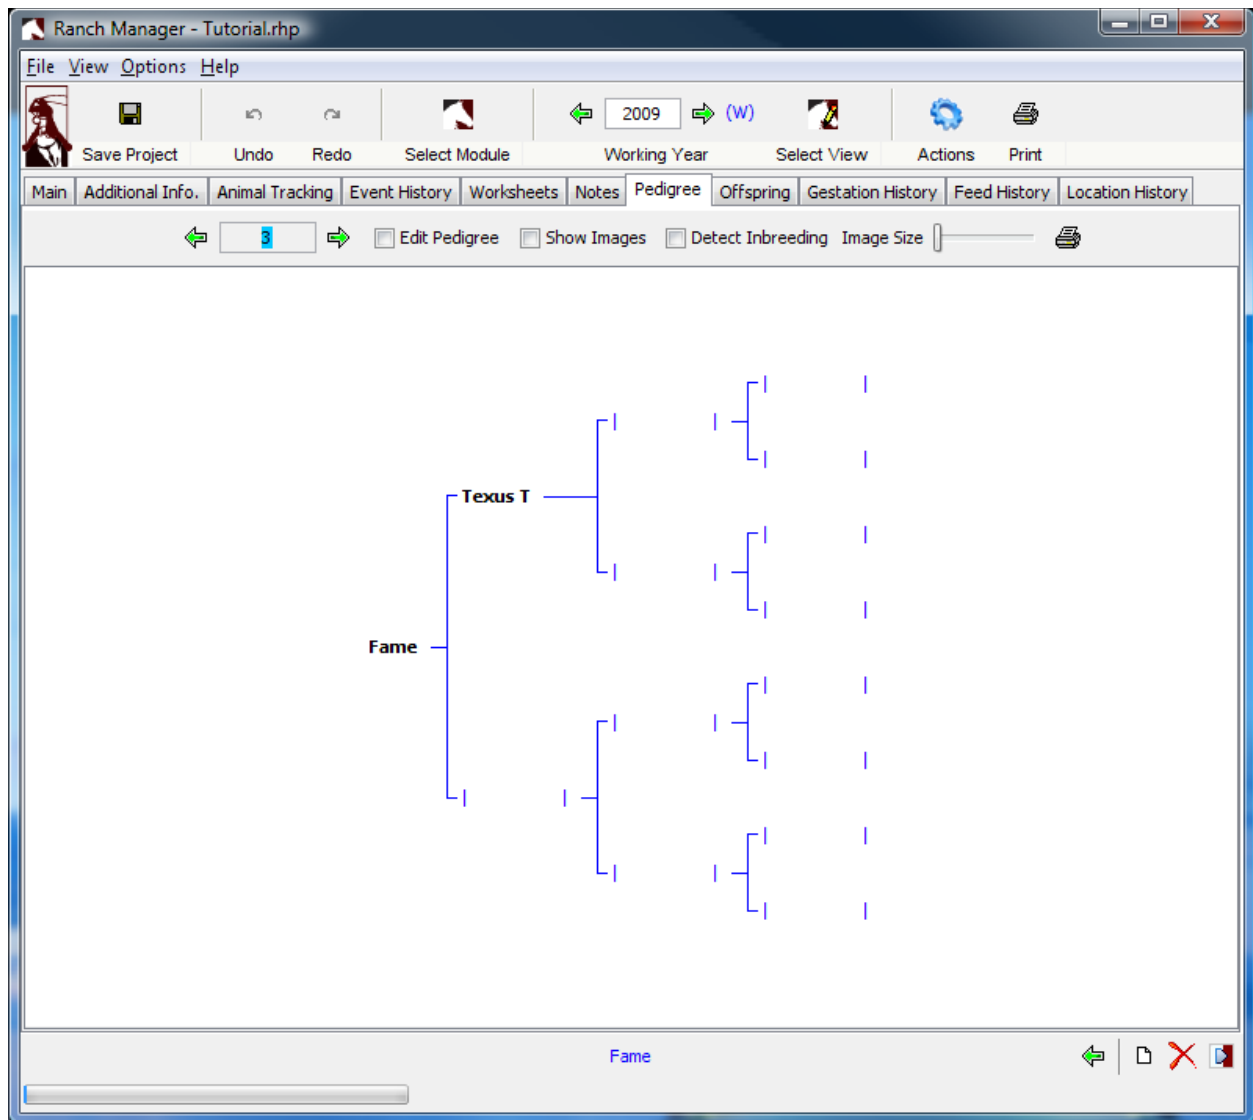 Ranch Manager - Tutorial.rhp
File View Options Help
2009 (W)
Save Project Undo Redo Select Module Working Year Select View Actions Print
Main Additional Info. Animal Tracking Event History Worksheets Notes Pedigree Offspring Gestation History Feed History Location History
3 Edit Pedigree Show Images Detect Inbreeding Image Size
Texus T
Fame
Fame